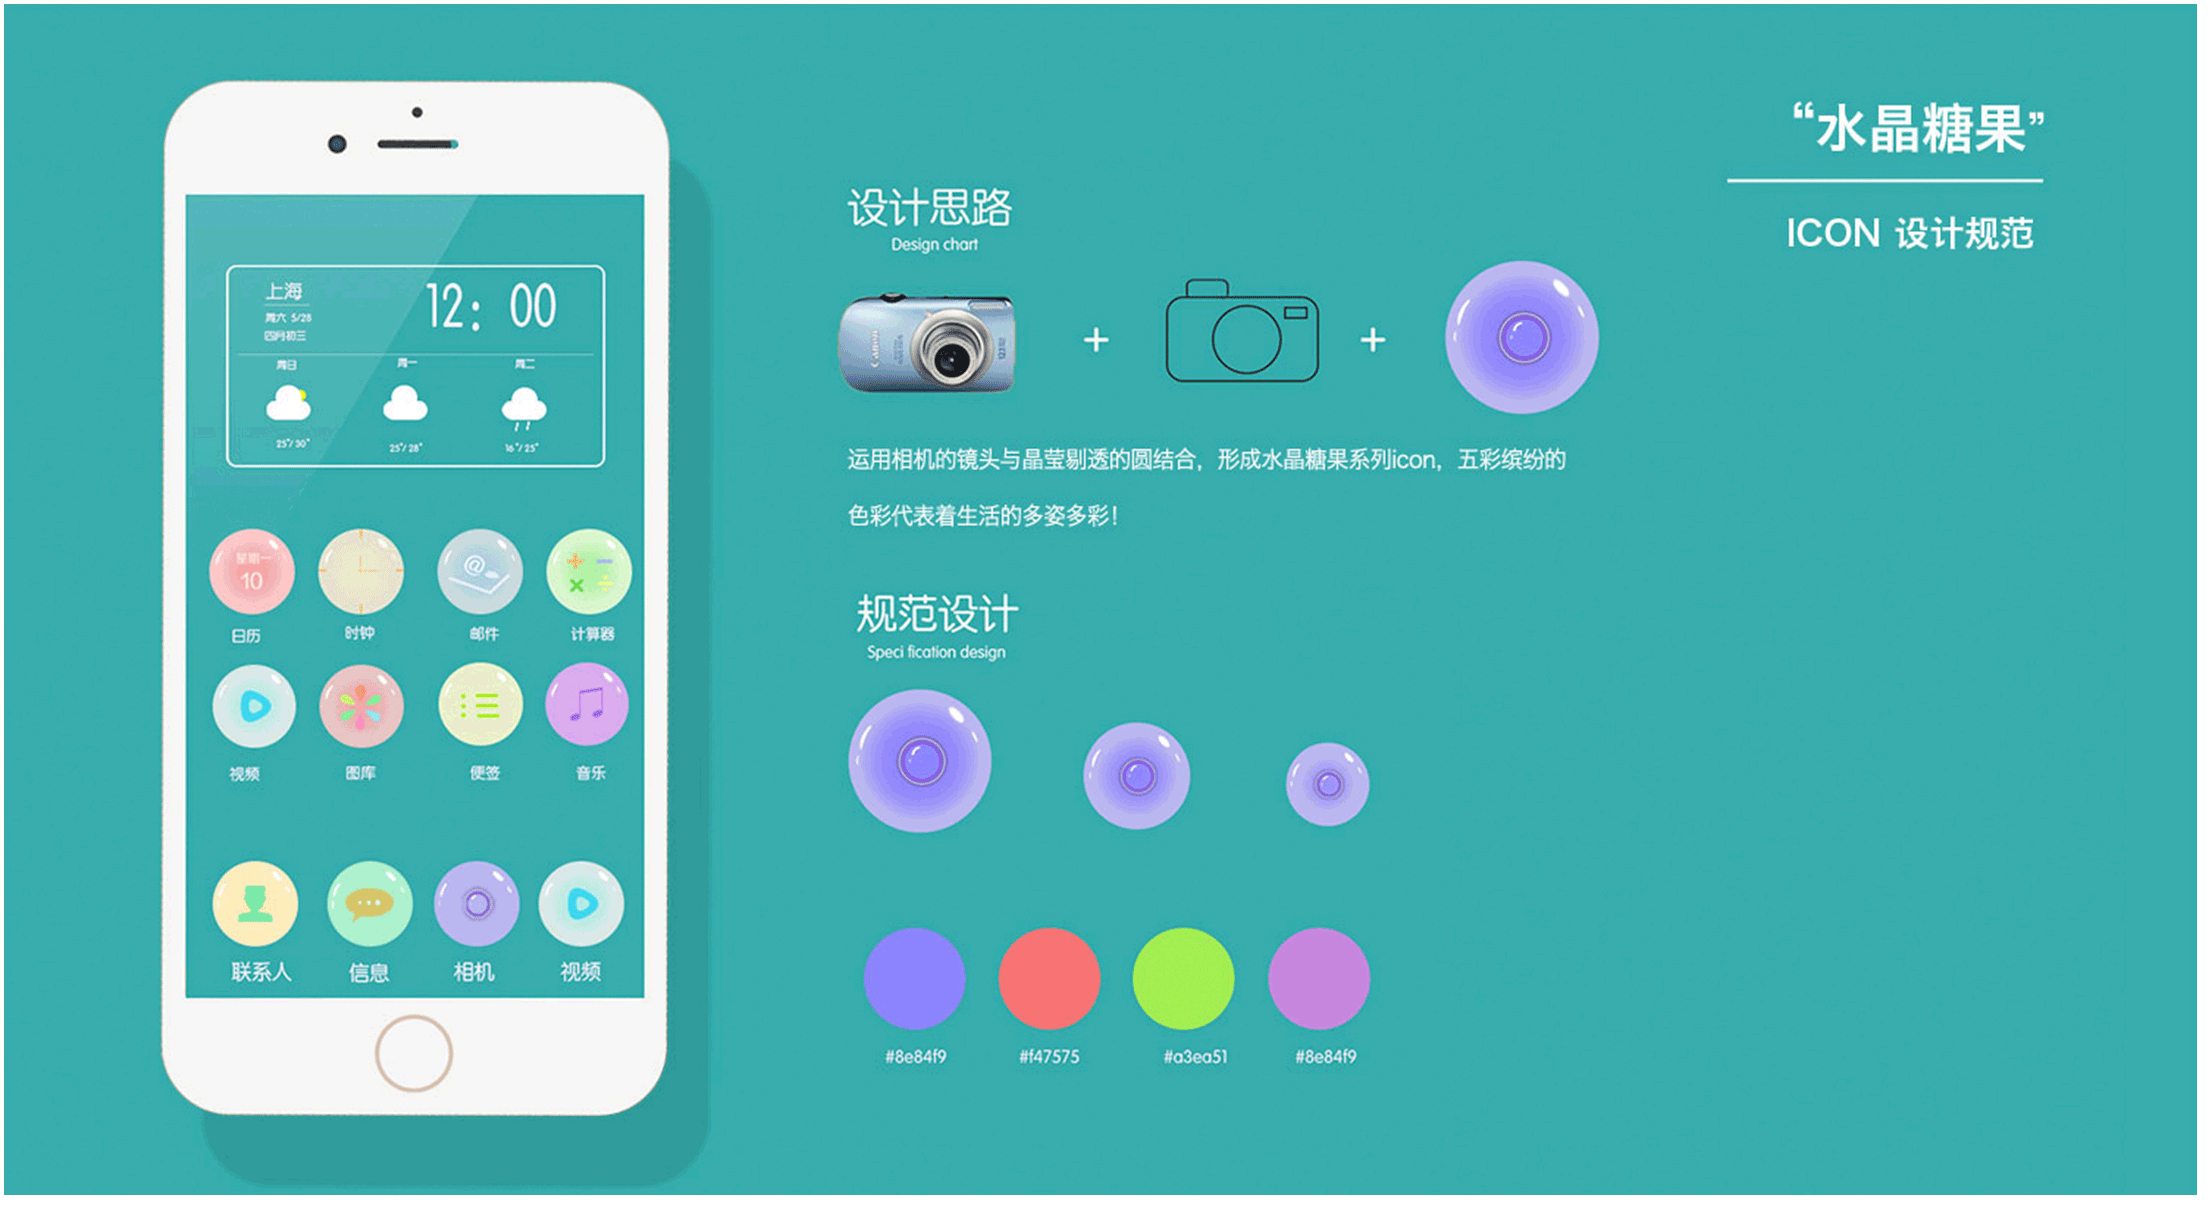 “水晶糖果”
ICON 设计规范
设计思路
Design chart
+
+
运用相机的镜头与晶莹剔透的圆结合，形成水晶糖果系列icon，五彩缤纷的
色彩代表着生活的多姿多彩！
规范设计
Speci fication design
#8e84f9
#f47575
#a3ea51
#8e84f9
上海
12：00
周六 5/28
四月初三
周日
周一
周二
25°/30°
25°/28°
16°/25°
星期一
10
@
日历
时钟
邮件
计算器
视频
图库
便签
音乐
联系人
信息
相机
视频
Canon